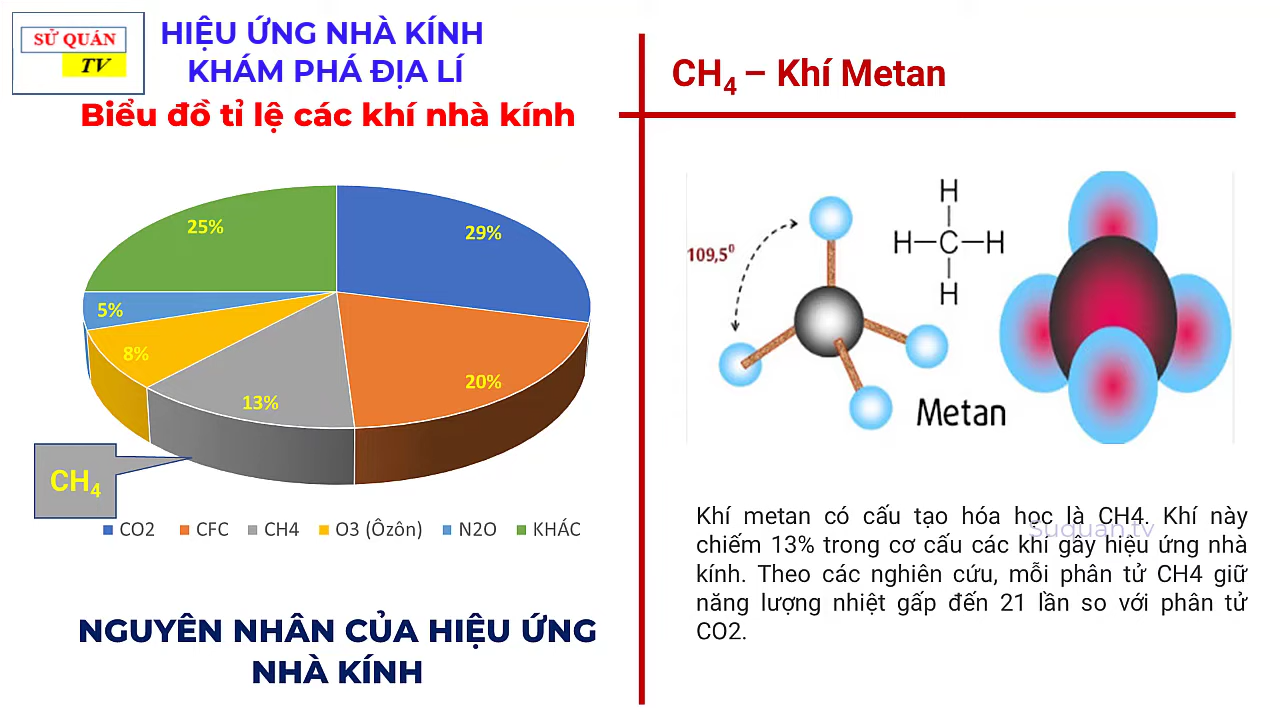 SỬ QUÁN
TV
HIỆU ỨNG NHÀ KÍNH
KHÁM PHÁ ĐỊA LÍ
Biểu đồ tỉ lệ các khí nhà kính
25%
29%
5%
8%
13%
20%
CH₄
CO2 CFC CH4 O3 (Ôzôn) N2O KHÁC
NGUYÊN NHÂN CỦA HIỆU ỨNG
NHÀ KÍNH
CH₄ – Khí Metan
109,5⁰
H
H–C–H
H
Metan
Khí metan có cấu tạo hóa học là CH4. Khí này
chiếm 13% trong cơ cấu các khí gây hiệu ứng nhà
kính. Theo các nghiên cứu, mỗi phân tử CH4 giữ
năng lượng nhiệt gấp đến 21 lần so với phân tử
CO2.
Suquan.tv